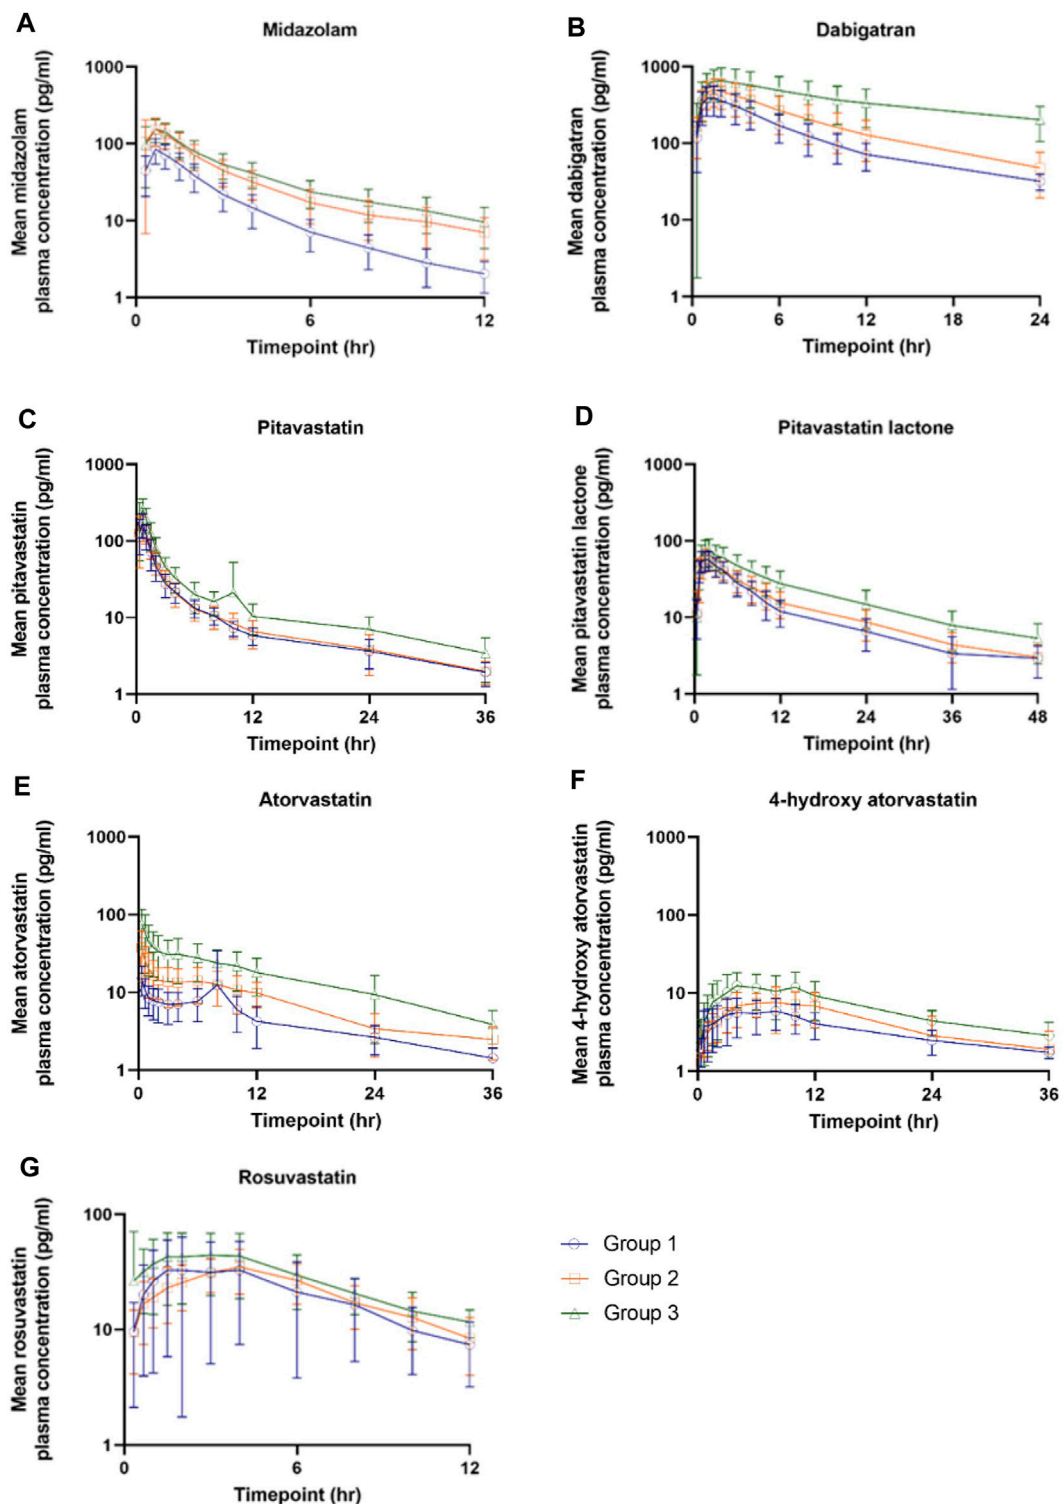 A
Midazolam
Mean midazolam
plasma concentration (pg/ml)
1000
100
10
1
0
6
12
Timepoint (hr)
B
Dabigatran
Mean dabigatran
plasma concentration (pg/ml)
1000
100
10
1
0
6
12
18
24
Timepoint (hr)
C
Pitavastatin
Mean pitavastatin
plasma concentration (pg/ml)
1000
100
10
1
0
12
24
36
Timepoint (hr)
D
Pitavastatin lactone
Mean pitavastatin lactone
plasma concentration (pg/ml)
1000
100
10
1
0
12
24
36
48
Timepoint (hr)
E
Atorvastatin
Mean atorvastatin
plasma concentration (pg/ml)
1000
100
10
1
0
12
24
36
Timepoint (hr)
F
4-hydroxy atorvastatin
Mean 4-hydroxy atorvastatin
plasma concentration (pg/ml)
1000
100
10
1
0
12
24
36
Timepoint (hr)
G
Rosuvastatin
Mean rosuvastatin
plasma concentration (pg/ml)
100
10
1
0
6
12
Timepoint (hr)
Group 1
Group 2
Group 3